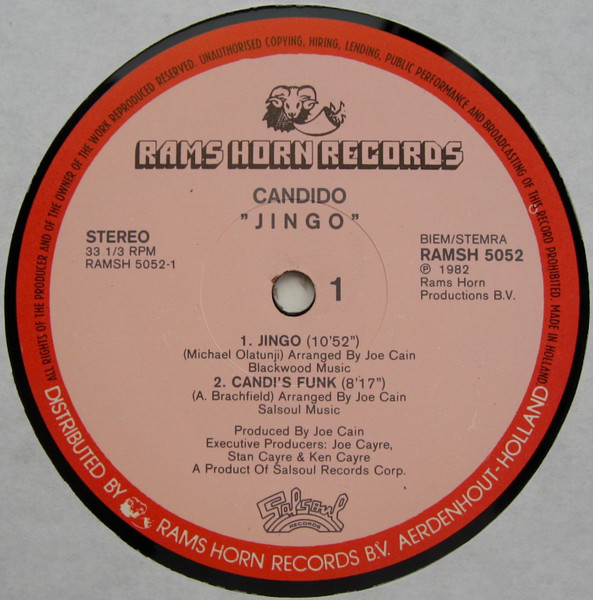 ALL RIGHTS OF THE PRODUCER AND OF THE OWNER OF THE WORK REPRODUCED RESERVED. UNAUTHORISED COPYING, HIRING, LENDING, PUBLIC PERFORMANCE AND BROADCASTING OF THIS RECORD PROHIBITED. MADE IN HOLLAND
RAMS HORN RECORDS
CANDIDO
"JINGO"
STEREO
33 1/3 RPM
RAMSH 5052-1
BIEM/STEMRA
RAMSH 5052
℗ 1982
Rams Horn
Productions B.V.
1
1. JINGO (10'52")
(Michael Olatunji) Arranged By Joe Cain
Blackwood Music
2. CANDI'S FUNK (8'17")
(A. Brachfield) Arranged By Joe Cain
Salsoul Music
Produced By Joe Cain
Executive Producers: Joe Cayre,
Stan Cayre & Ken Cayre
A Product Of Salsoul Records Corp.
Salsoul
RECORDS
DISTRIBUTED BY RAMS HORN RECORDS B.V. AERDENHOUT-HOLLAND